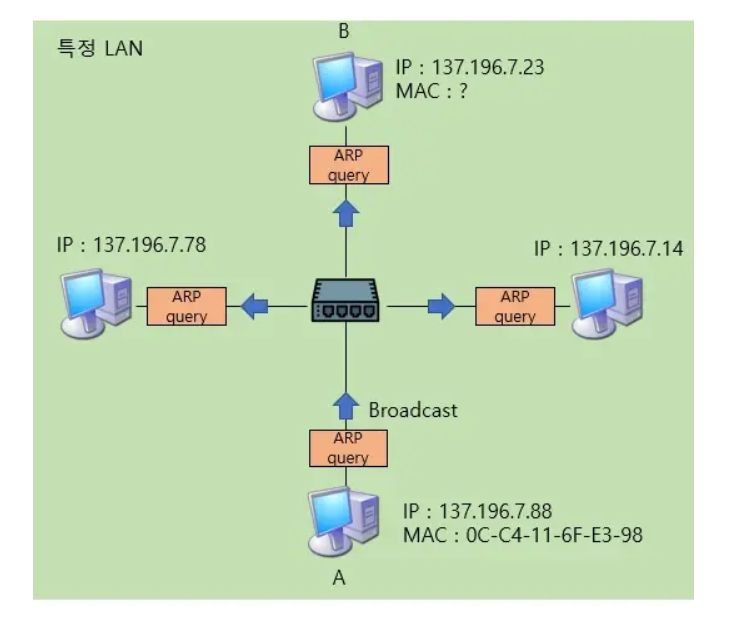 특정 LAN
B
IP : 137.196.7.23
MAC : ?
ARP
query
IP : 137.196.7.78
IP : 137.196.7.14
ARP
query
ARP
query
Broadcast
ARP
query
IP : 137.196.7.88
MAC : 0C-C4-11-6F-E3-98
A